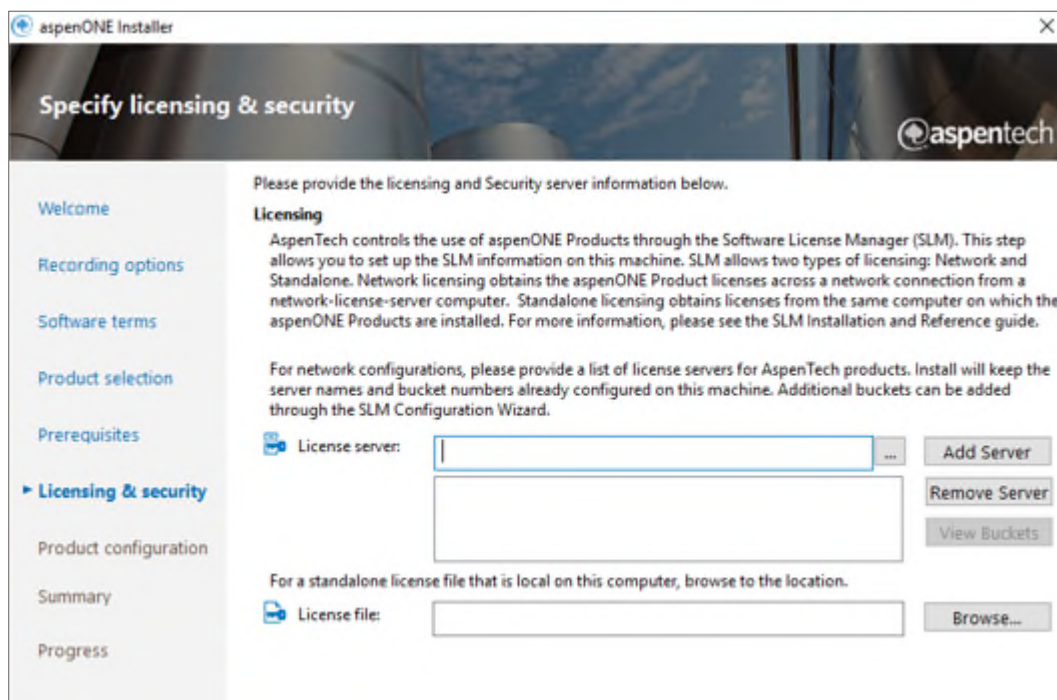 aspenONE Installer
Specify licensing & security
aspentech
Welcome
Recording options
Software terms
Product selection
Prerequisites
Licensing & security
Product configuration
Summary
Progress
Please provide the licensing and Security server information below.
Licensing
AspenTech controls the use of aspenONE Products through the Software License Manager (SLM). This step
allows you to set up the SLM information on this machine. SLM allows two types of licensing: Network and
Standalone. Network licensing obtains the aspenONE Product licenses across a network connection from a
network-license-server computer. Standalone licensing obtains licenses from the same computer on which the
aspenONE Products are installed. For more information, please see the SLM Installation and Reference guide.
For network configurations, please provide a list of license servers for AspenTech products. Install will keep the
server names and bucket numbers already configured on this machine. Additional buckets can be added
through the SLM Configuration Wizard.
License server:
...
Add Server
Remove Server
View Buckets
For a standalone license file that is local on this computer, browse to the location.
License file:
Browse...